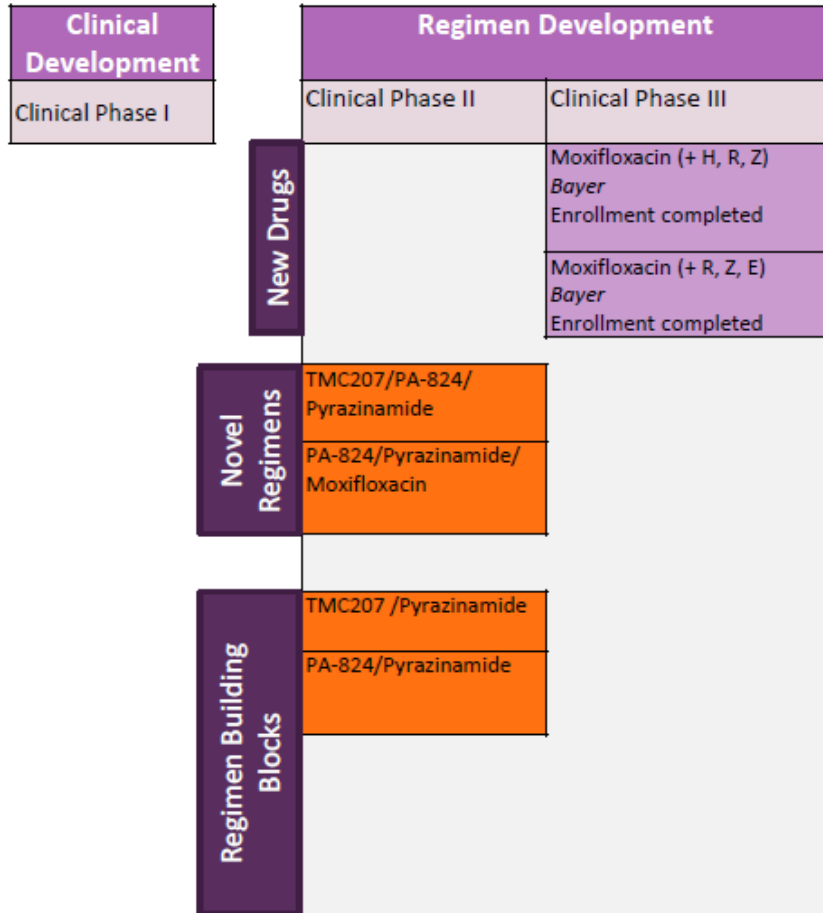 Clinical
Development
Regimen Development
Clinical Phase I
Clinical Phase II
Clinical Phase III
New Drugs
Moxifloxacin (+ H, R, Z)
Bayer
Enrollment completed
Moxifloxacin (+ R, Z, E)
Bayer
Enrollment completed
Novel
Regimens
TMC207/PA-824/
Pyrazinamide
PA-824/Pyrazinamide/
Moxifloxacin
Regimen Building
Blocks
TMC207 /Pyrazinamide
PA-824/Pyrazinamide